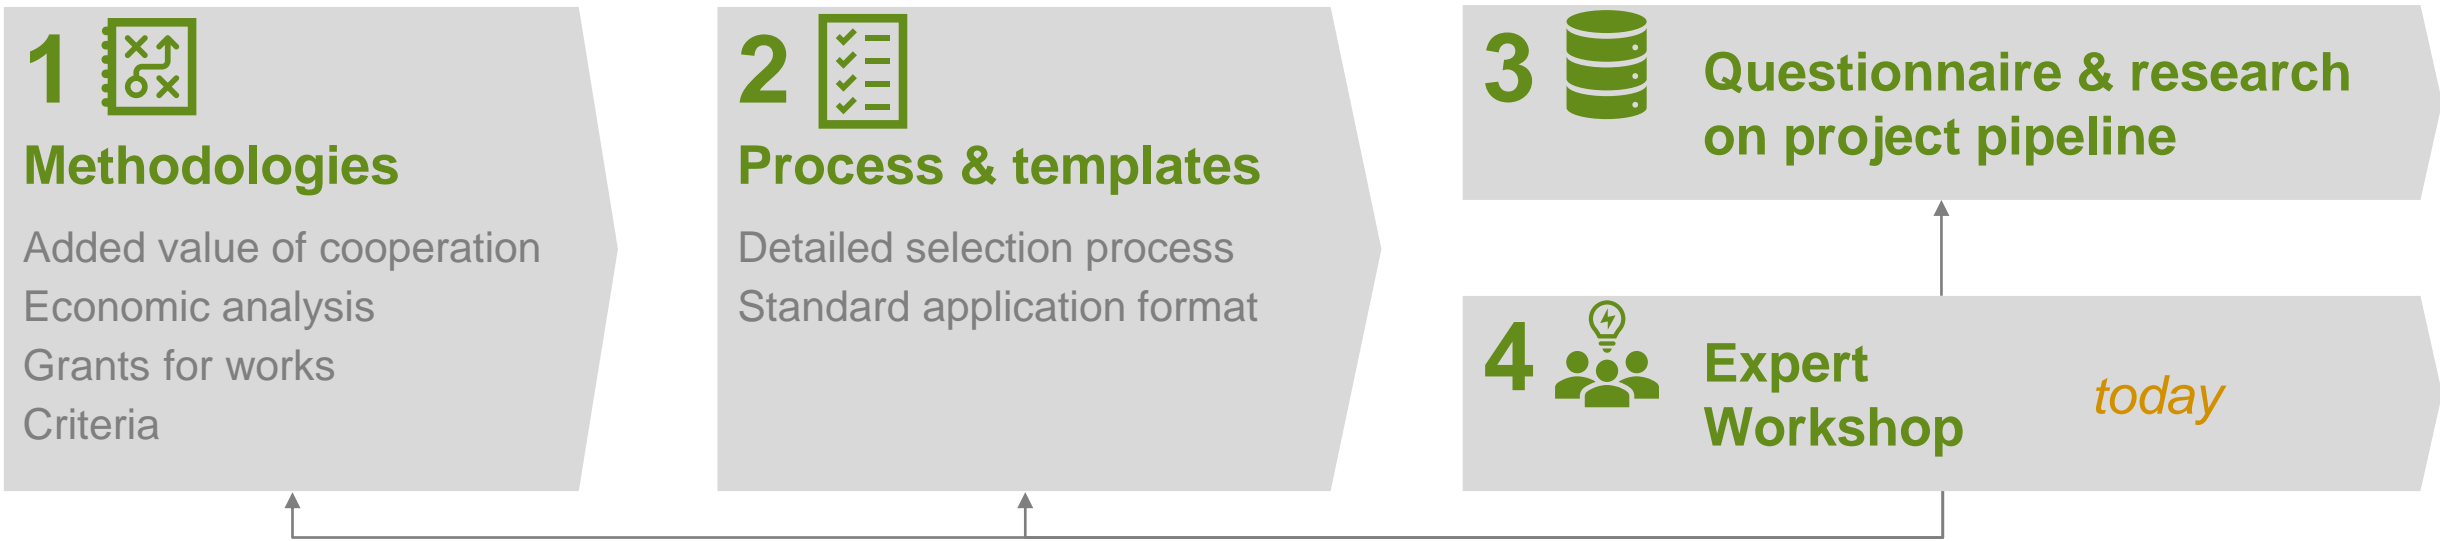 1
Methodologies
Added value of cooperation
Economic analysis
Grants for works
Criteria
2
Process & templates
Detailed selection process
Standard application format
3
Questionnaire & research
on project pipeline
4
Expert
Workshop
today